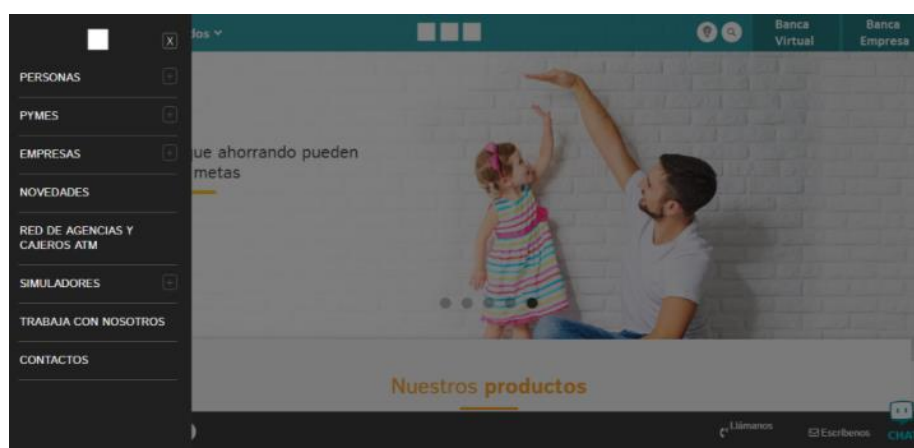 X
PERSONAS +
PYMES +
EMPRESAS +
NOVEDADES
RED DE AGENCIAS Y
CAJEROS ATM
SIMULADORES +
TRABAJA CON NOSOTROS
CONTACTOS
Banca
Virtual
Banca
Empresa
ue ahorrando pueden
metas
Nuestros productos
Llámanos
Escríbenos